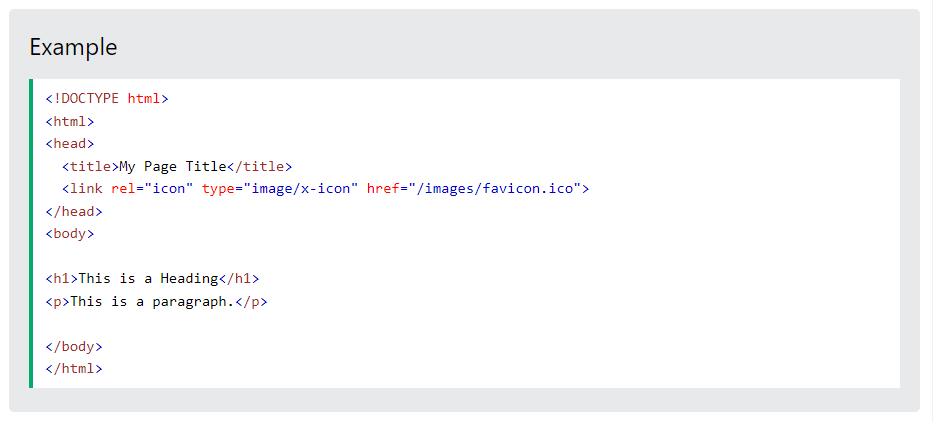 Example
<!DOCTYPE html>
<html>
<head>
  <title>My Page Title</title>
  <link rel="icon" type="image/x-icon" href="/images/favicon.ico">
</head>
<body>

<h1>This is a Heading</h1>
<p>This is a paragraph.</p>

</body>
</html>